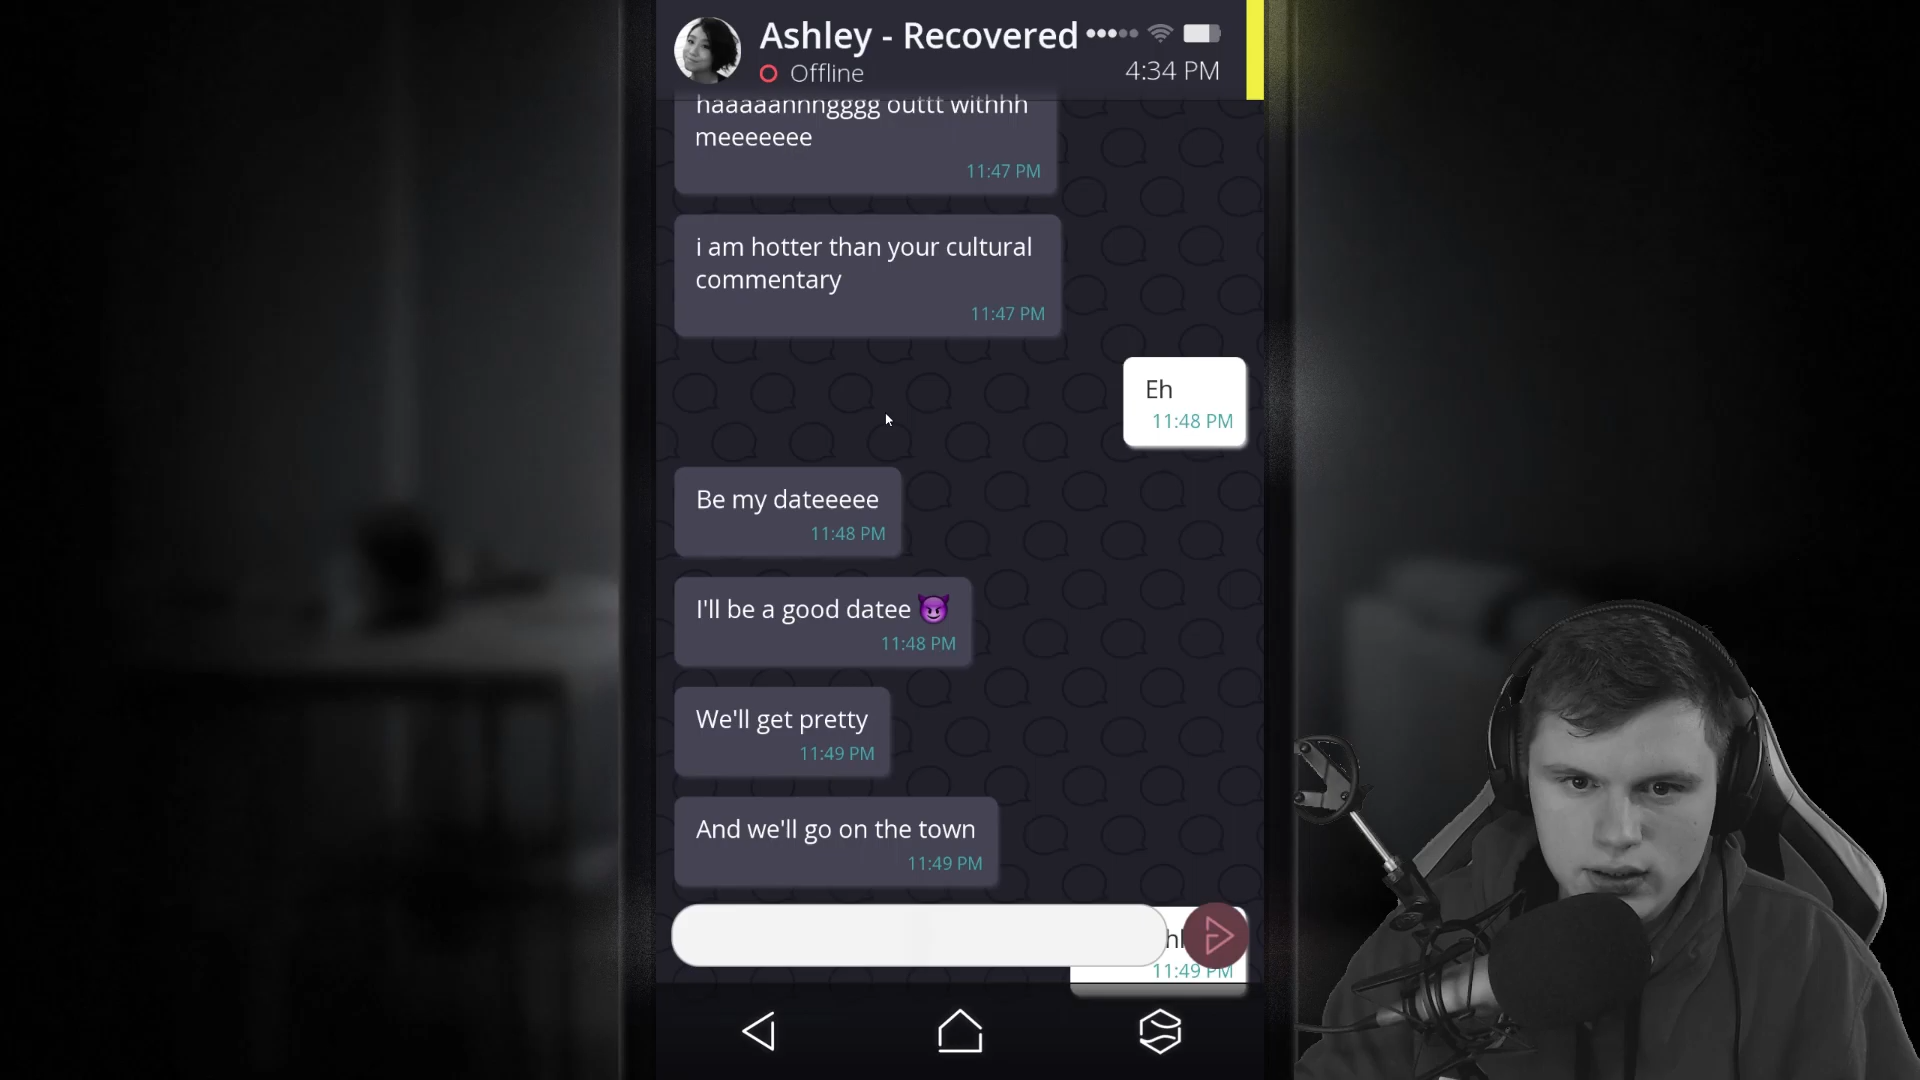 Ashley - Recovered
Offline
4:34 PM
haaaaannngggg outtt withhh
meeeeeee
11:47 PM
i am hotter than your cultural
commentary
11:47 PM
Eh
11:48 PM
Be my dateeeee
11:48 PM
I'll be a good datee 😈
11:48 PM
We'll get pretty
11:49 PM
And we'll go on the town
11:49 PM
11:49 PM